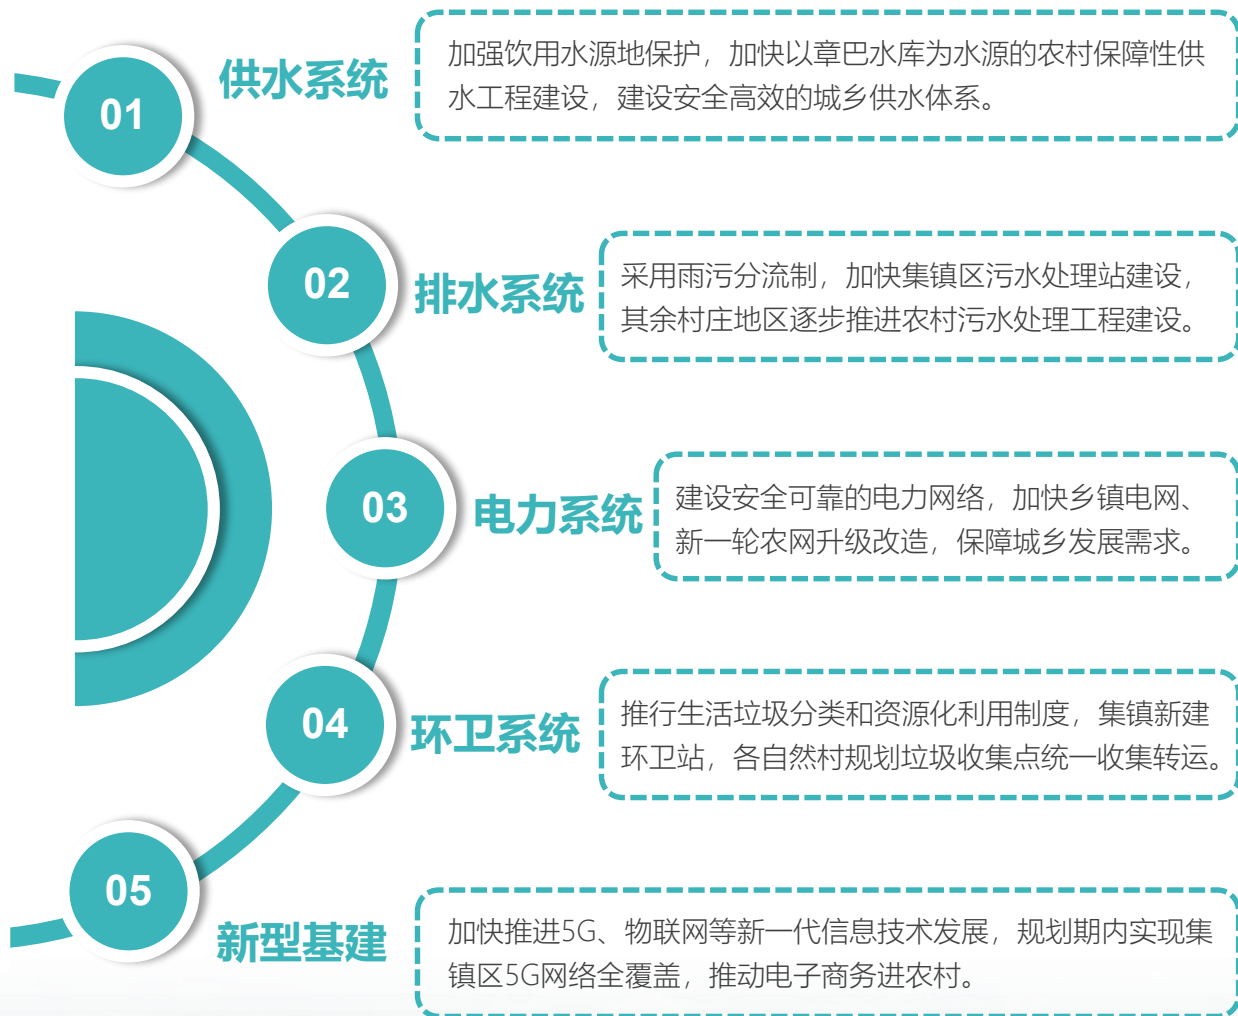 01
供水系统
加强饮用水源地保护，加快以章巴水库为水源的农村保障性供
水工程建设，建设安全高效的城乡供水体系。
02
排水系统
采用雨污分流制，加快集镇区污水处理站建设，
其余村庄地区逐步推进农村污水处理工程建设。
03
电力系统
建设安全可靠的电力网络，加快乡镇电网、
新一轮农网升级改造，保障城乡发展需求。
04
环卫系统
推行生活垃圾分类和资源化利用制度，集镇新建
环卫站，各自然村规划垃圾收集点统一收集转运。
05
新型基建
加快推进5G、物联网等新一代信息技术发展，规划期内实现集
镇区5G网络全覆盖，推动电子商务进农村。